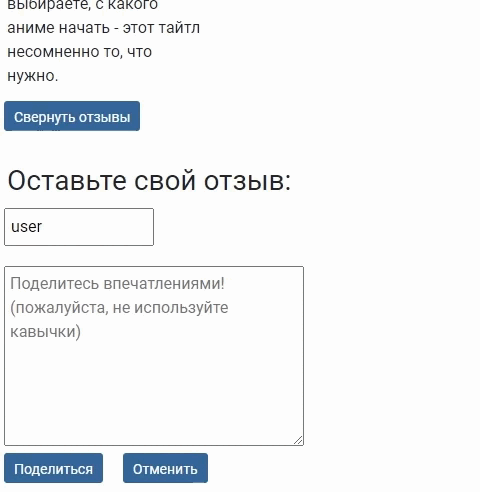 выбираете, с какого
аниме начать - этот тайтл
несомненно то, что
нужно.
Свернуть отзывы
Оставьте свой отзыв:
user
Поделитесь впечатлениями!
(пожалуйста, не используйте
кавычки)
Поделиться
Отменить